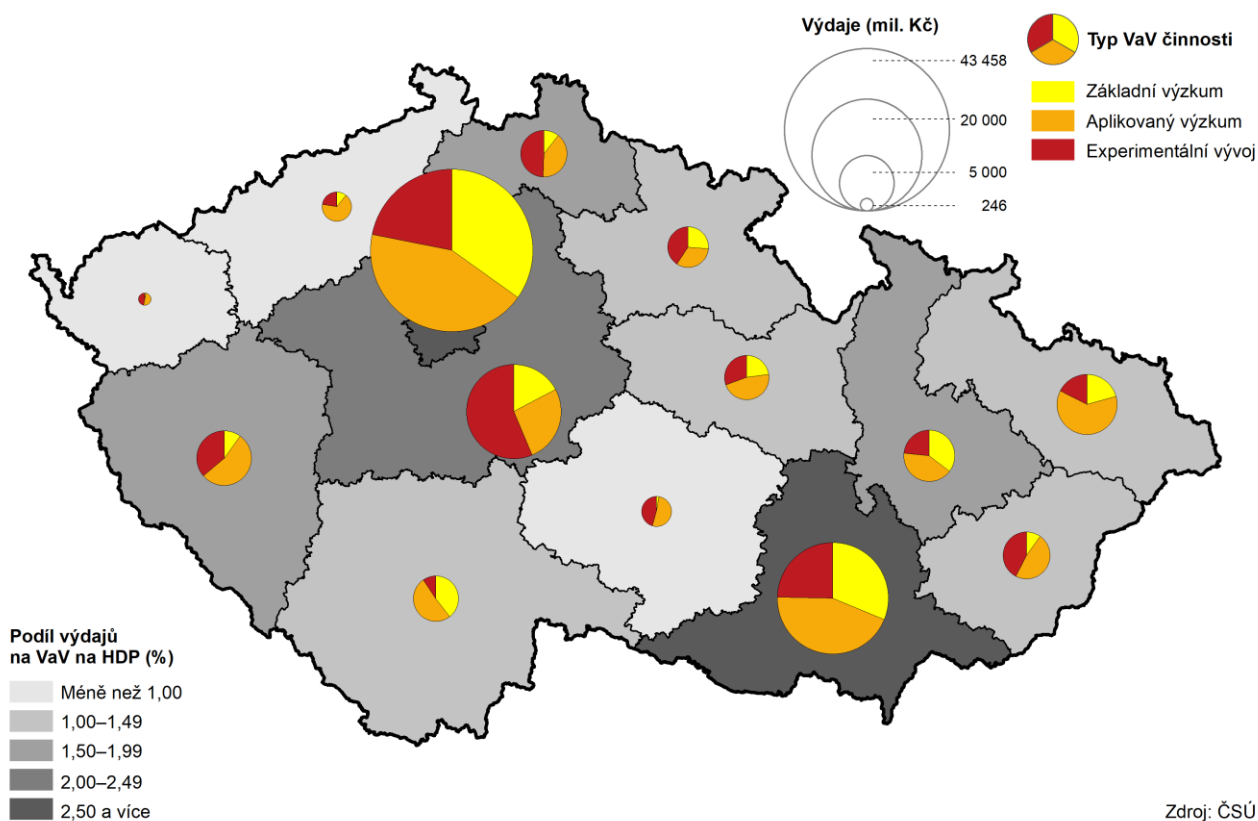 Výdaje (mil. Kč)
43 458
20 000
5 000
246
Typ VaV činnosti
Základní výzkum
Aplikovaný výzkum
Experimentální vývoj
Podíl výdajů
na VaV na HDP (%)
Méně než 1,00
1,00–1,49
1,50–1,99
2,00–2,49
2,50 a více
Zdroj: ČSÚ